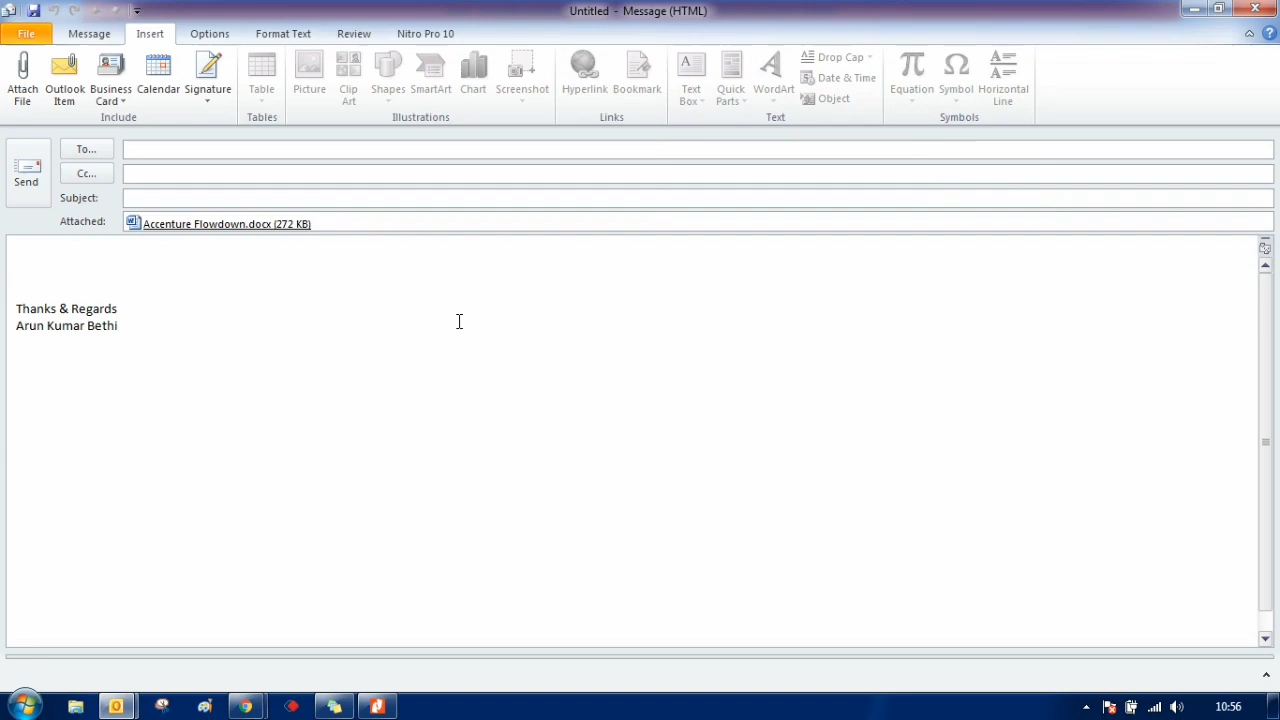 Untitled - Message (HTML)
File Message Insert Options Format Text Review Nitro Pro 10
Attach File
Outlook Item
Business Card
Calendar
Signature
Include
Table
Tables
Picture
Clip Art
Shapes
SmartArt
Chart
Screenshot
Illustrations
Hyperlink
Bookmark
Links
Text Box
Quick Parts
WordArt
Drop Cap
Date & Time
Object
Text
Equation
Symbol
Horizontal Line
Symbols
Send
To...
Cc...
Subject:
Attached: Accenture Flowdown.docx (272 KB)
Thanks & Regards
Arun Kumar Bethi
10:56